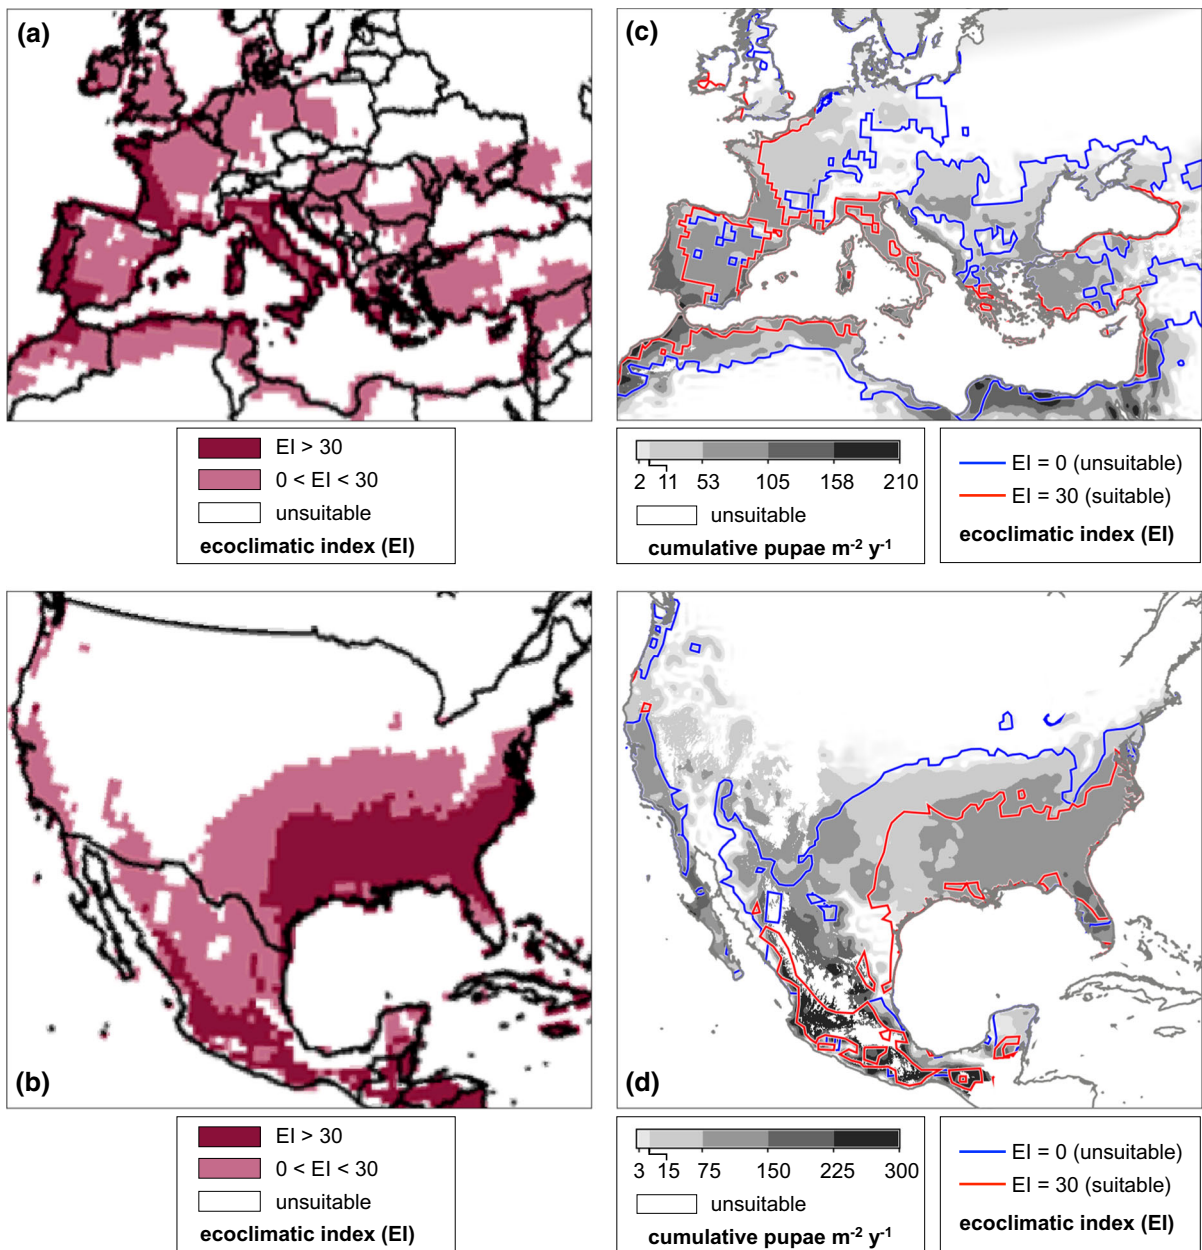 (a)
(c)
EI > 30
0 < EI < 30
unsuitable
ecoclimatic index (EI)
2 11 53 105 158 210
unsuitable
cumulative pupae m⁻² y⁻¹
EI = 0 (unsuitable)
EI = 30 (suitable)
ecoclimatic index (EI)
(b)
(d)
EI > 30
0 < EI < 30
unsuitable
ecoclimatic index (EI)
3 15 75 150 225 300
unsuitable
cumulative pupae m⁻² y⁻¹
EI = 0 (unsuitable)
EI = 30 (suitable)
ecoclimatic index (EI)